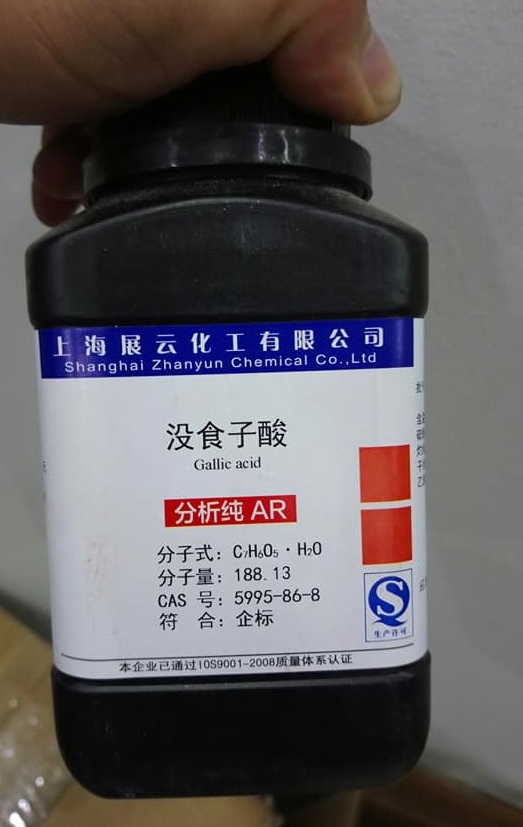 上海展云化工有限公司
Shanghai Zhanyun Chemical Co.,Ltd
没食子酸
Gallic acid
分析纯 AR
分子式: C₇H₆O₅·H₂O
分子量: 188.13
CAS 号: 5995-86-8
符 合: 企标
生产许可
本企业已通过IOS9001-2008质量体系认证